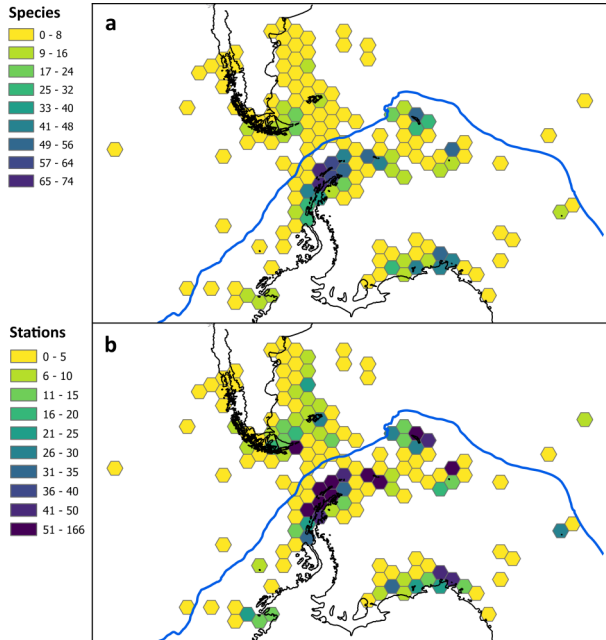 Species
0 - 8
9 - 16
17 - 24
25 - 32
33 - 40
41 - 48
49 - 56
57 - 64
65 - 74
a
Stations
0 - 5
6 - 10
11 - 15
16 - 20
21 - 25
26 - 30
31 - 35
36 - 40
41 - 50
51 - 166
b